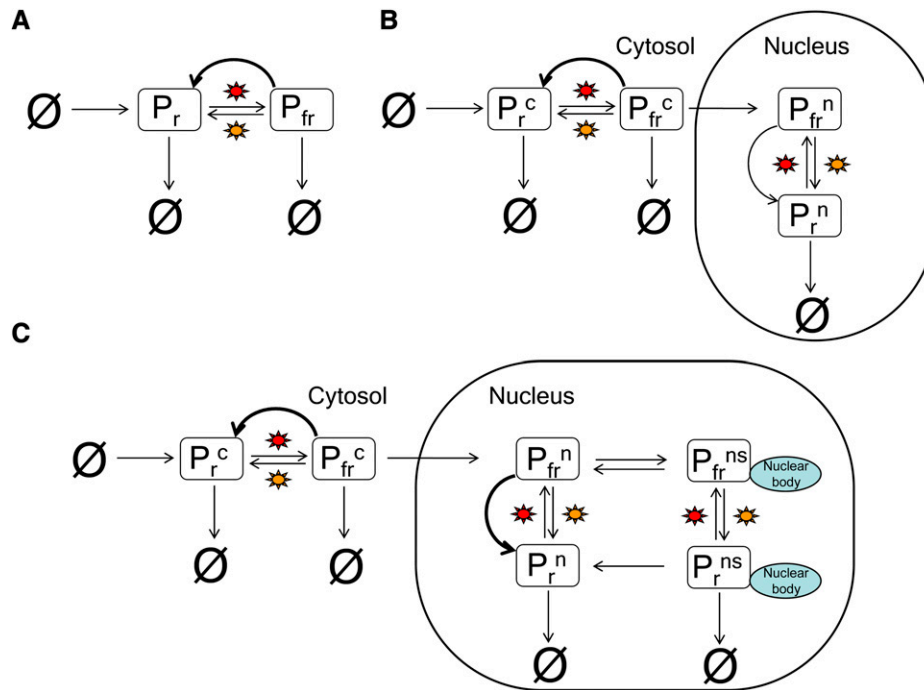 A
Ø
Pr
Pfr
Ø
Ø
B
Cytosol
Nucleus
Ø
Prᶜ
Pfrᶜ
Pfrⁿ
Prⁿ
Ø
Ø
Ø
C
Cytosol
Nucleus
Ø
Prᶜ
Pfrᶜ
Pfrⁿ
Pfrⁿˢ
Nuclear
body
Prⁿ
Prⁿˢ
Nuclear
body
Ø
Ø
Ø
Ø